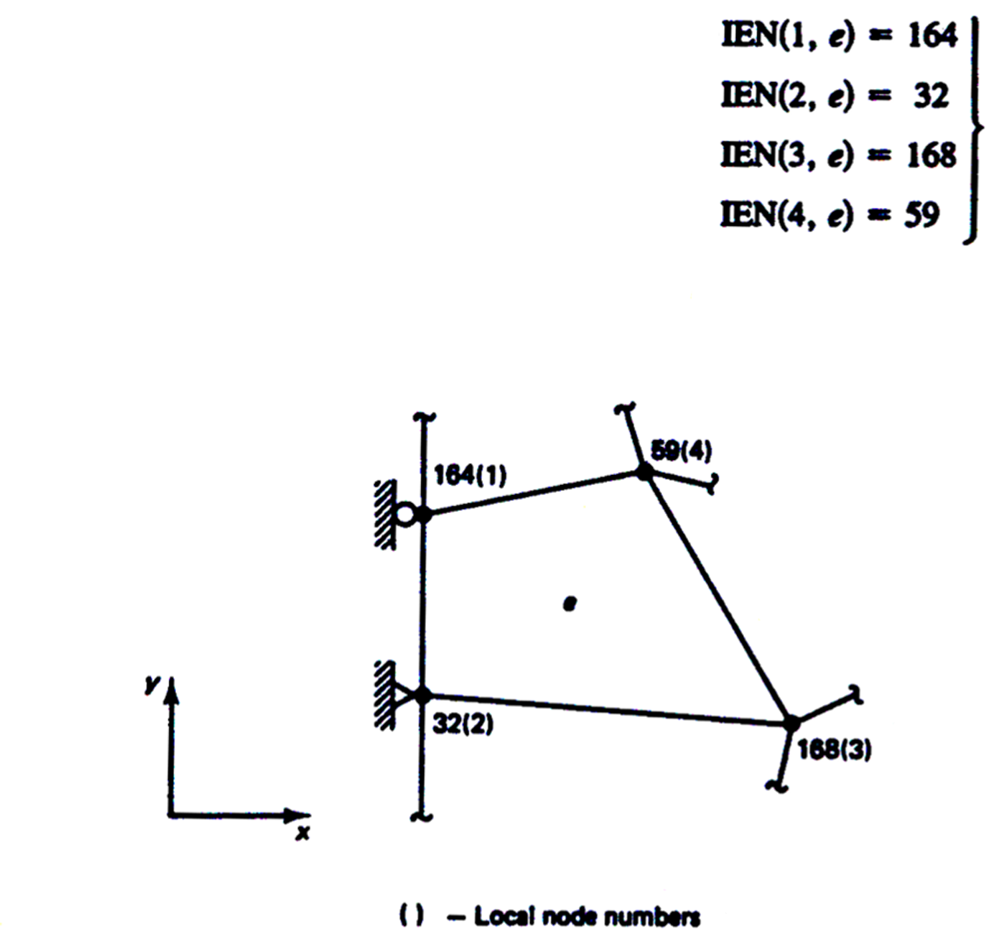 IEN(1, e) = 164
IEN(2, e) = 32
IEN(3, e) = 168
IEN(4, e) = 59
59(4)
164(1)
e
y
32(2)
168(3)
x
( ) – Local node numbers